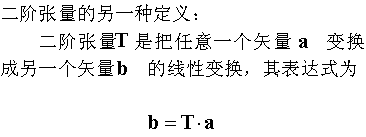 二阶张量的另一种定义：
二阶张量T 是把任意一个矢量 a 变换
成另一个矢量b 的线性变换，其表达式为
b = T · a